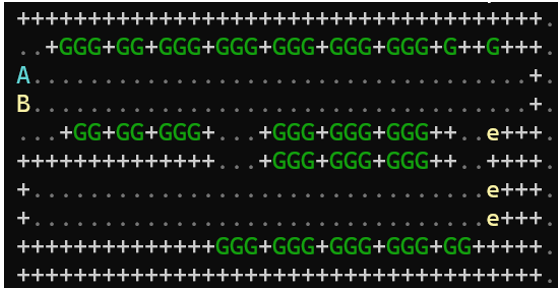 +++++++++++++++++++++++++++++++++++++.
..+GGG+GG+GGG+GGG+GGG+GGG+GGG+G++G+++.
A...................................+
B...................................+
...+GG+GG+GGG+...+GGG+GGG+GGG++..e+++.
++++++++++++++...+GGG+GGG+GGG++..++++.
+................................e+++.
+................................e+++.
++++++++++++++GGG+GGG+GGG+GGG+GG+++++.
+++++++++++++++++++++++++++++++++++++.